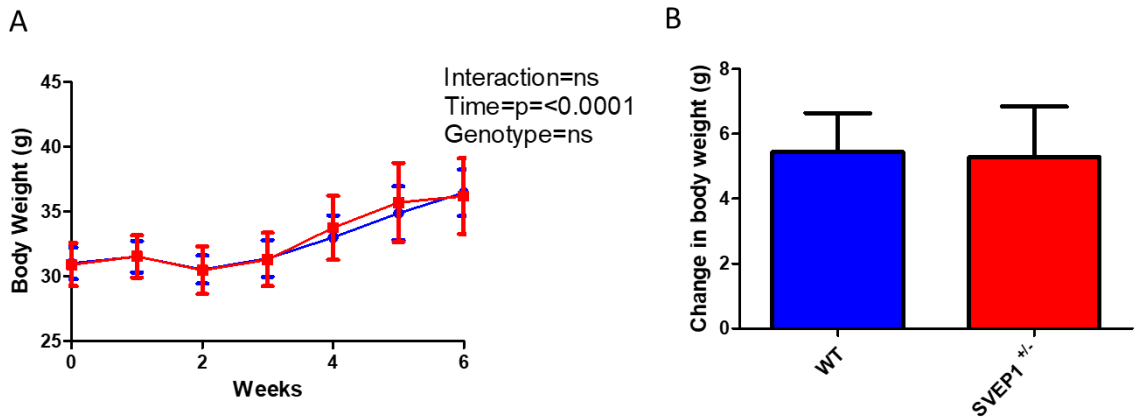 A
Interaction=ns
Time=p=<0.0001
Genotype=ns
45
40
35
30
25
Body Weight (g)
0
2
4
6
Weeks
B
8
6
4
2
0
Change in body weight (g)
WT
SVEP1 +/-